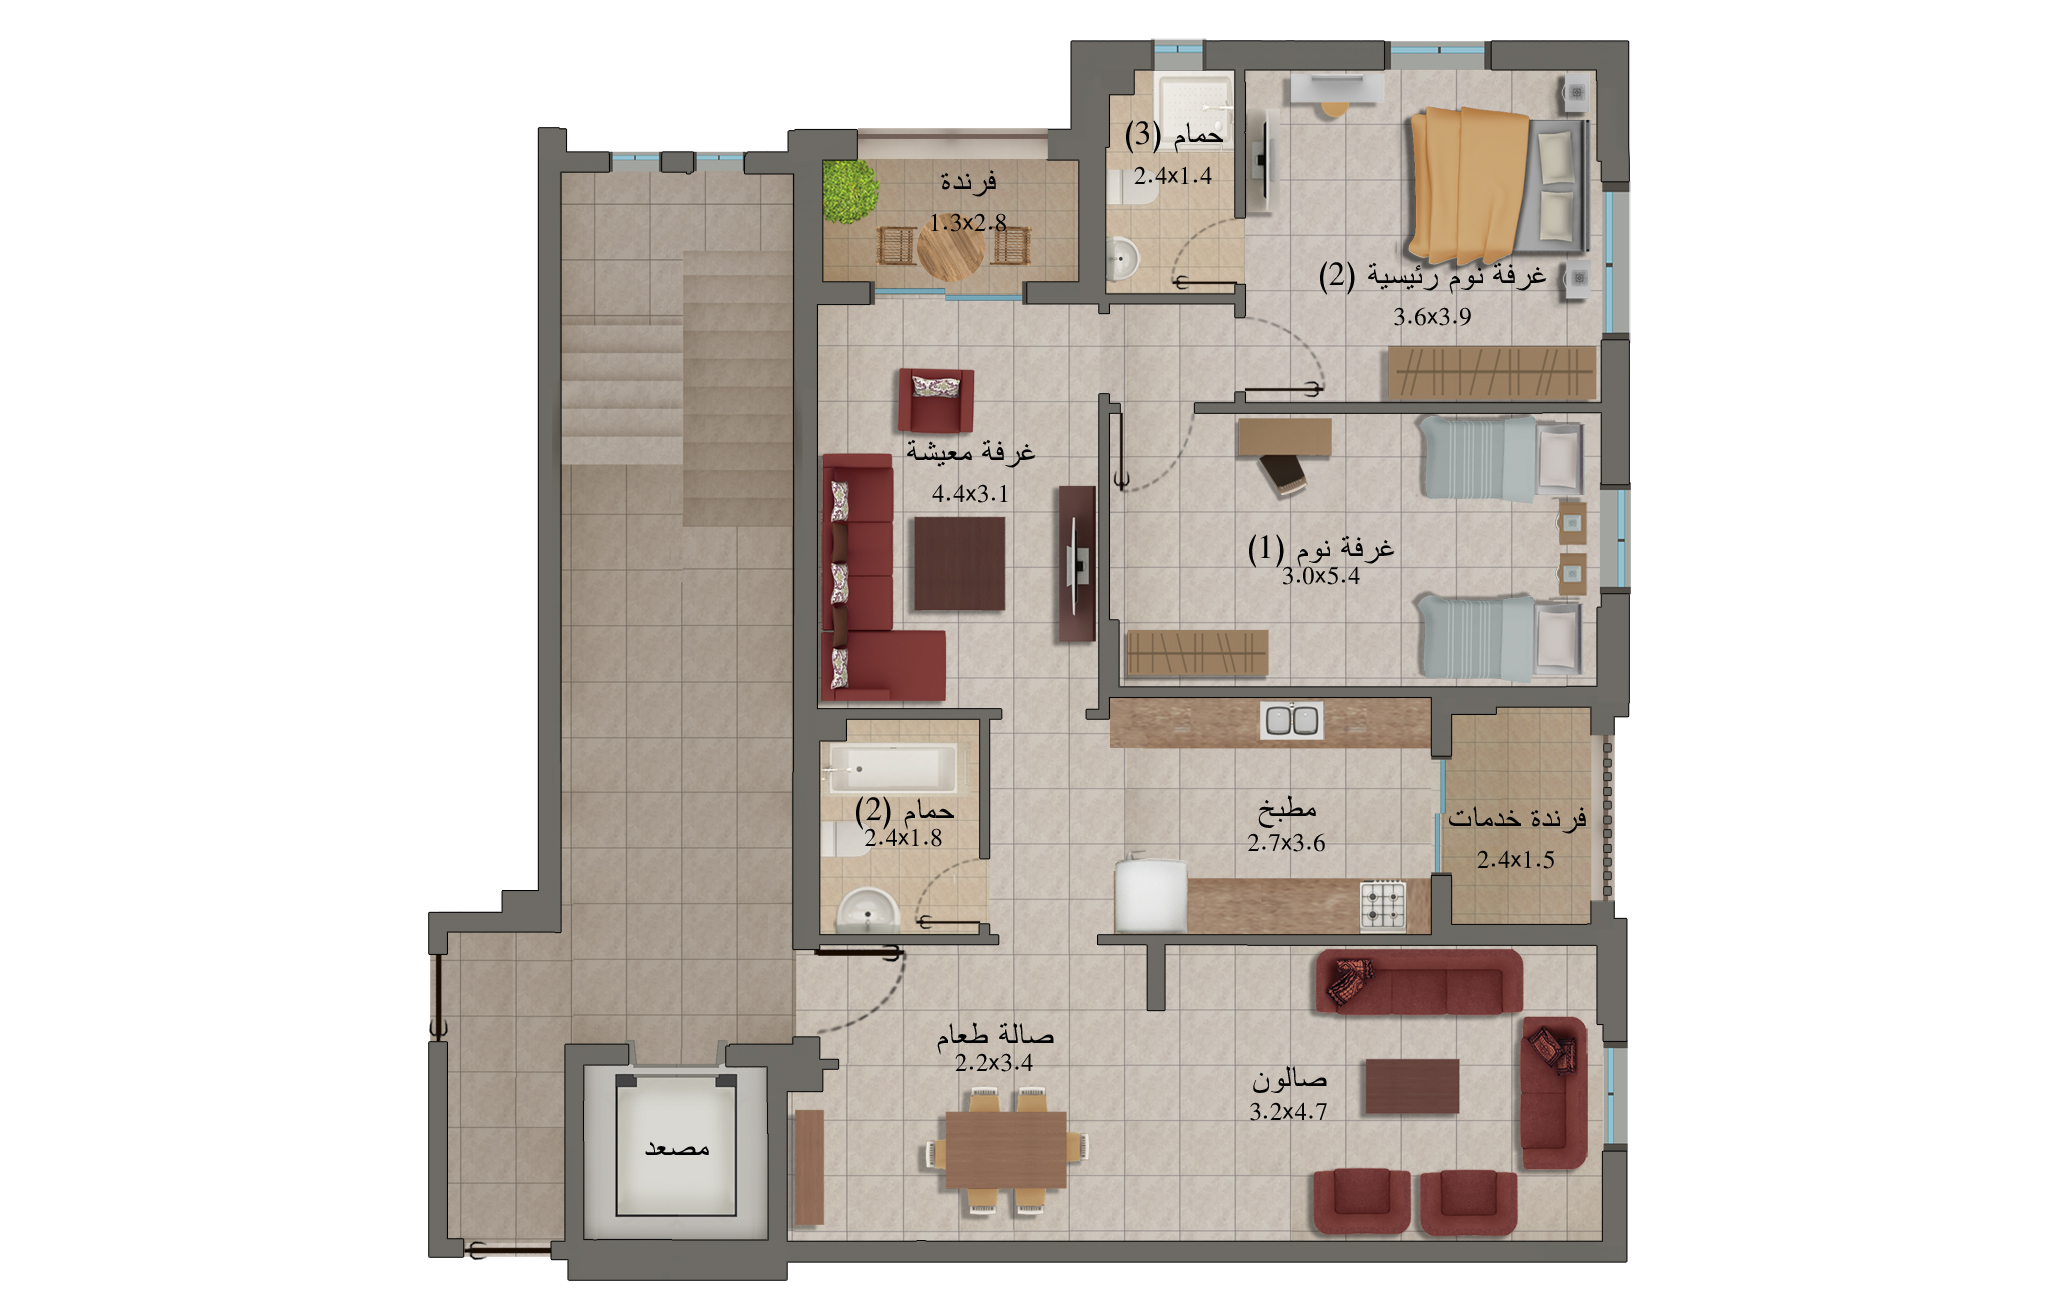 حمام (3)
2.4x1.4
فرندة
1.3x2.8
غرفة نوم رئيسية (2)
3.6x3.9
غرفة معيشة
4.4x3.1
غرفة نوم (1)
3.0x5.4
حمام (2)
2.4x1.8
مطبخ
2.7x3.6
فرندة خدمات
2.4x1.5
صالة طعام
2.2x3.4
صالون
3.2x4.7
مصعد